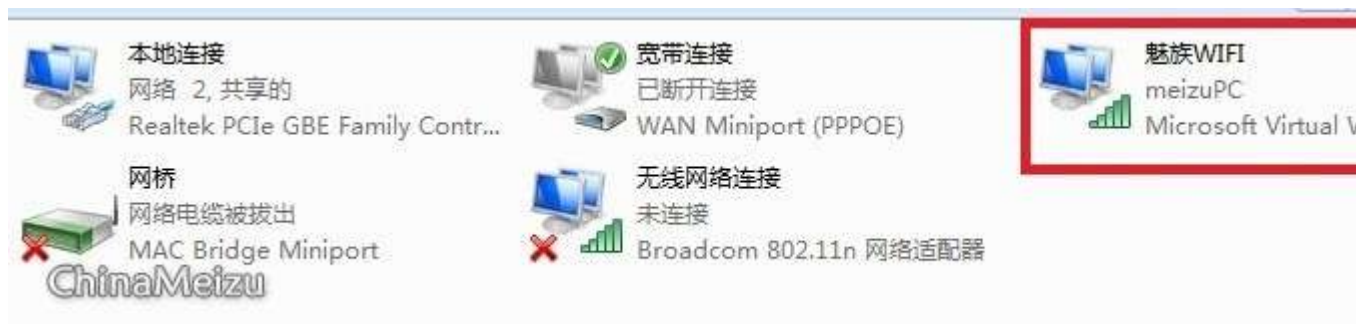 本地连接
网络 2, 共享的
Realtek PCIe GBE Family Contr...
宽带连接
已断开连接
WAN Miniport (PPPOE)
魅族WIFI
meizuPC
Microsoft Virtual
网桥
网络电缆被拔出
MAC Bridge Miniport
无线网络连接
未连接
Broadcom 802.11n 网络适配器
ChinaMeizu